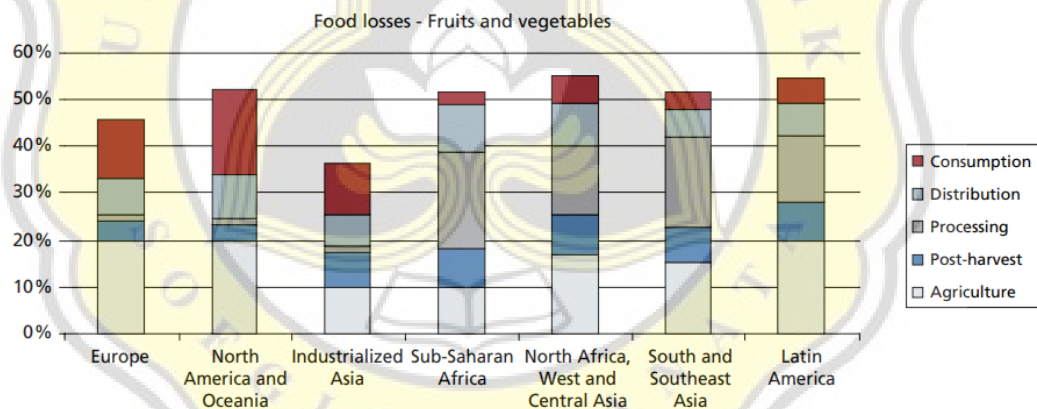 Food losses - Fruits and vegetables
60%
50%
40%
30%
20%
10%
0%
Consumption
Distribution
Processing
Post-harvest
Agriculture
Europe
North
America and
Oceania
Industrialized
Asia
Sub-Saharan
Africa
North Africa,
West and
Central Asia
South and
Southeast
Asia
Latin
America